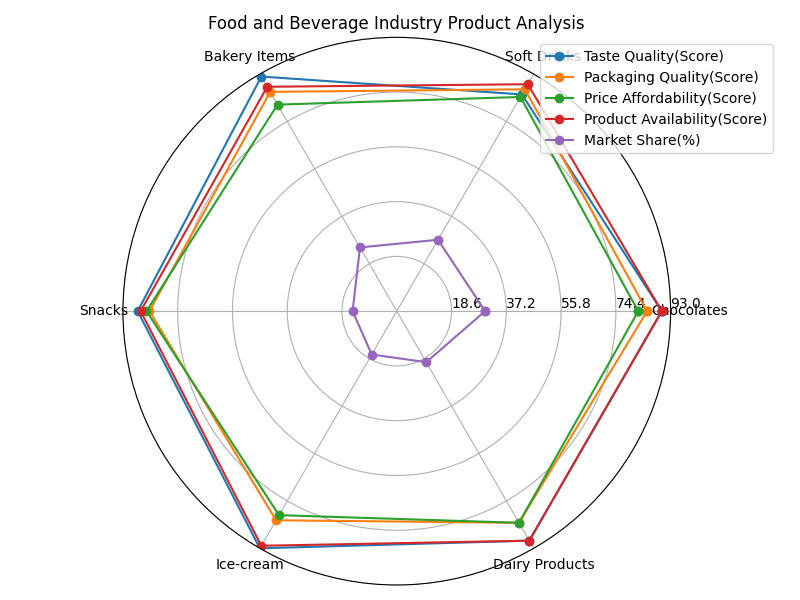 Food and Beverage Industry Product Analysis
Bakery Items
Soft Drinks
Taste Quality(Score)
Packaging Quality(Score)
Price Affordability(Score)
Product Availability(Score)
Market Share(%)
Snacks
18.6
37.2
55.8
74.4
93.0
Chocolates
Ice-cream
Dairy Products